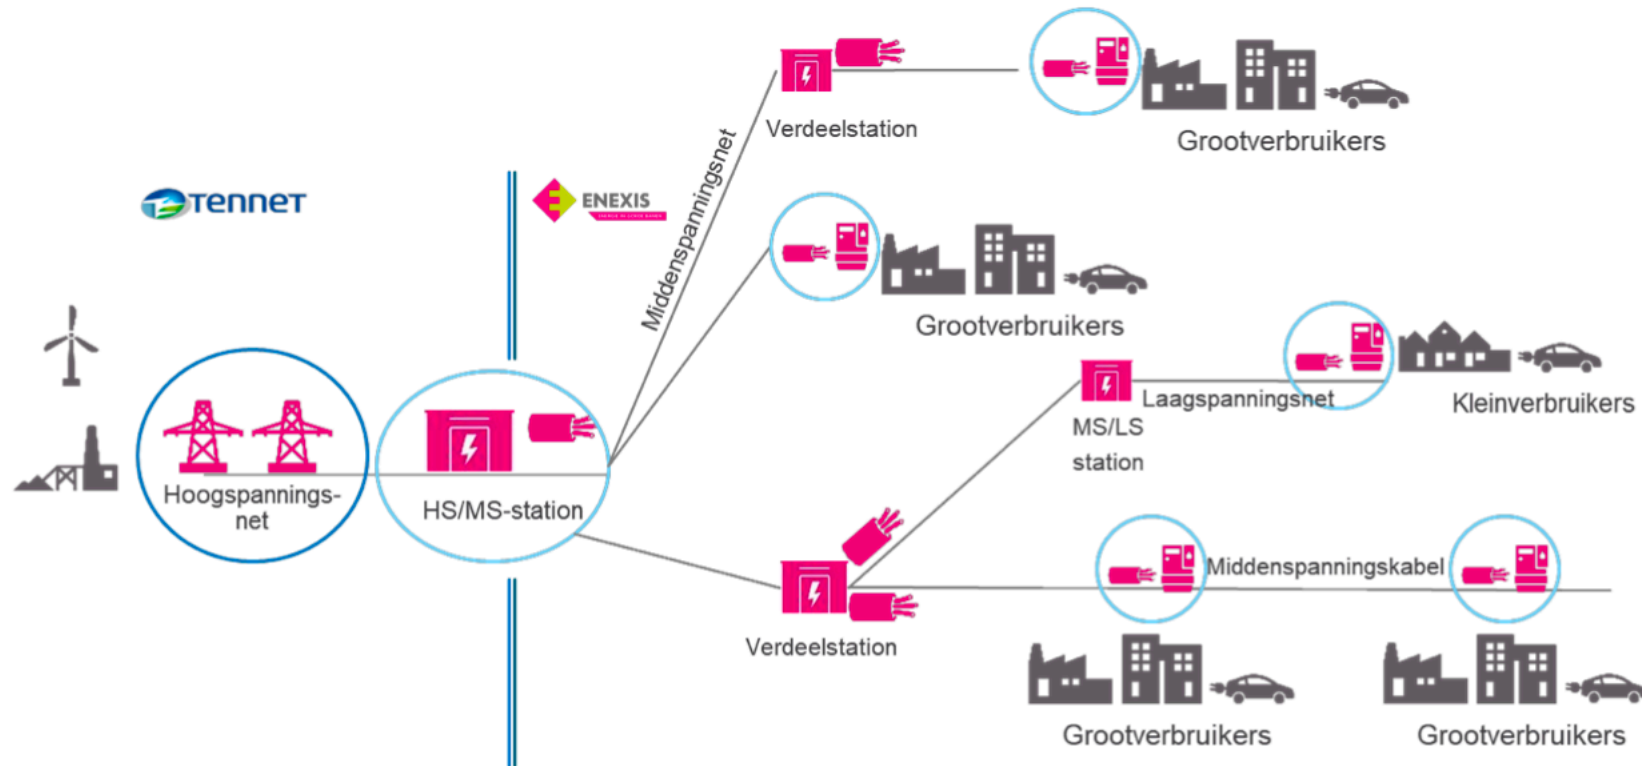 Verdeelstation
Grootverbruikers
Middenspanningsnet
TENNET
ENEXIS
Grootverbruikers
Laagspanningsnet
Kleinverbruikers
MS/LS
station
Hoogspannings-
net
HS/MS-station
Middenspanningskabel
Verdeelstation
Grootverbruikers
Grootverbruikers